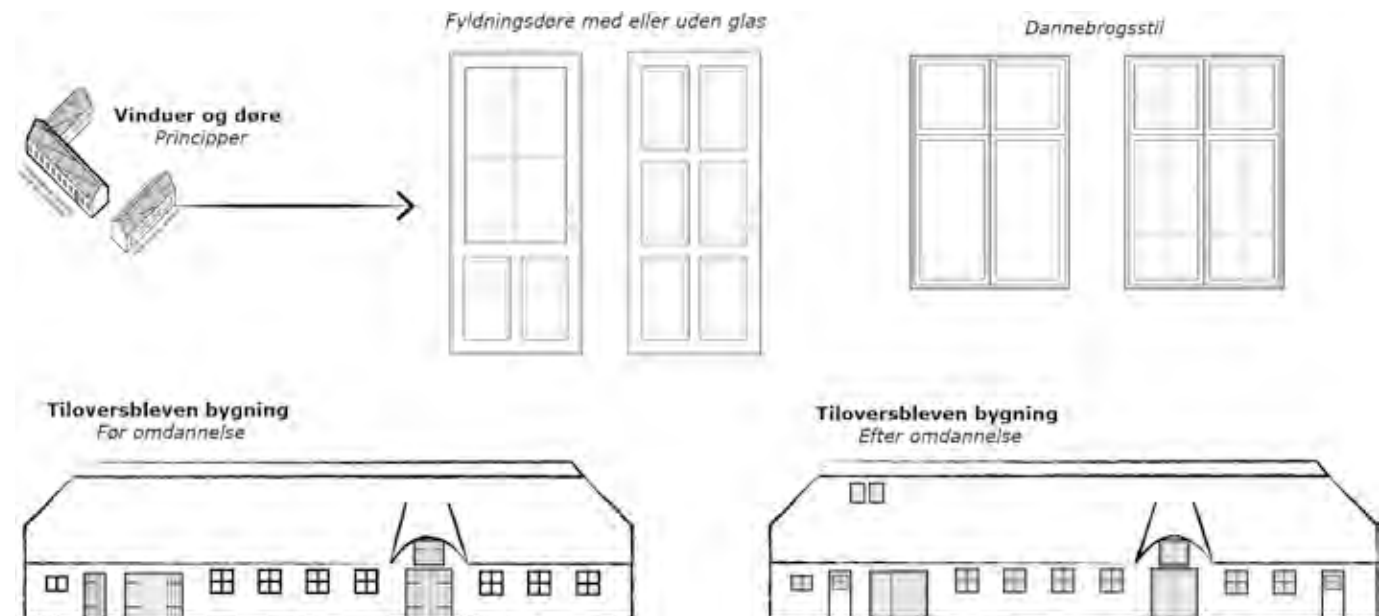 Fyldningsdøre med eller uden glas
Dannebrogsstil
Vinduer og døre
Principper
Tiloversbleven bygning
Før omdannelse
Tiloversbleven bygning
Efter omdannelse